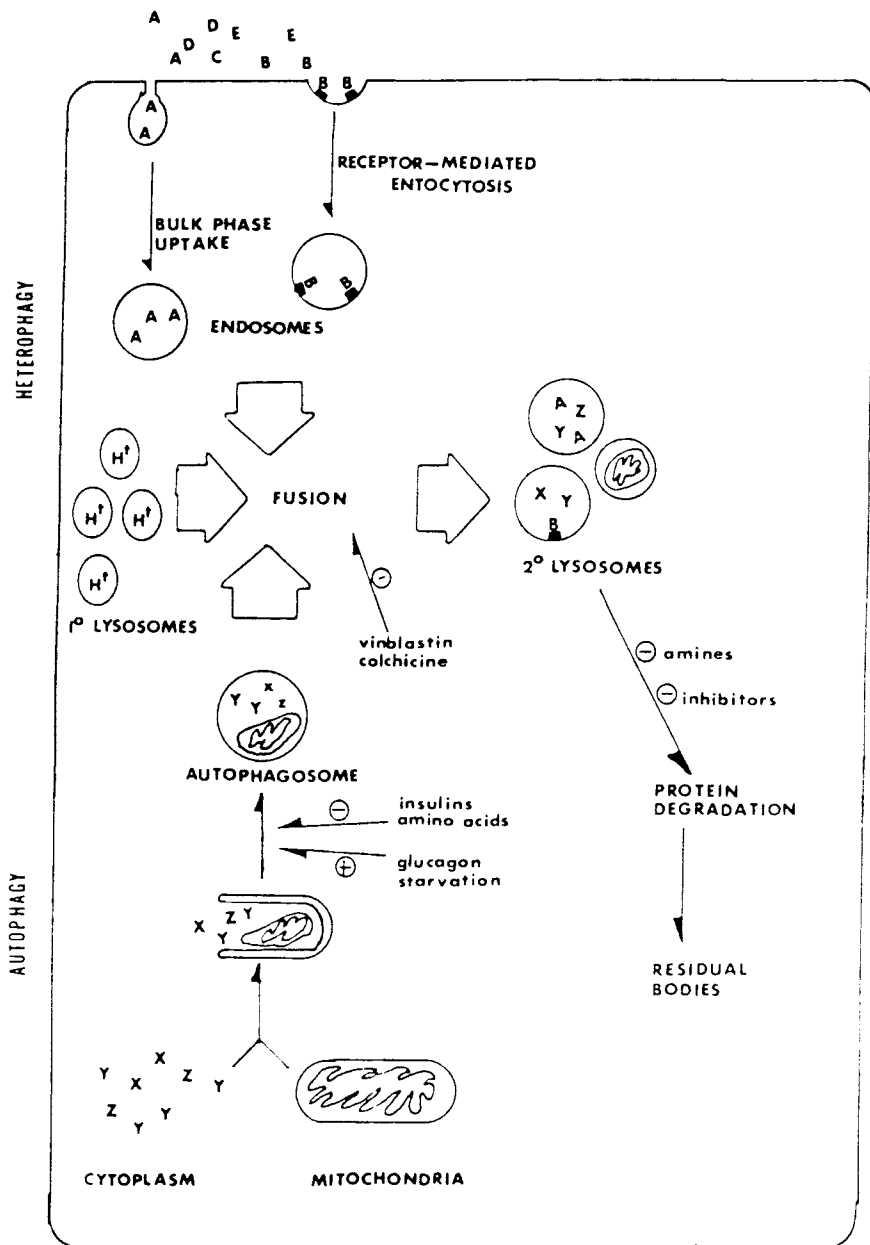 A
D
D
E
E
A
C
B
B
B B
A
A
RECEPTOR—MEDIATED
ENTOCYTOSIS
BULK PHASE
UPTAKE
B
B
A A
A
ENDOSOMES
HETEROPHAGY
A
Z
Y
A
H†
H†
H†
H†
FUSION
X
Y
B
2° LYSOSOMES
1° LYSOSOMES
⊖
vinblastin
colchicine
⊖ amines
⊖ inhibitors
Y
x
Y
z
AUTOPHAGOSOME
PROTEIN
DEGRADATION
⊖
insulins
amino acids
⊕
glucagon
starvation
X
Z
Y
Y
AUTOPHAGY
RESIDUAL
BODIES
Y
X
X
Z
Y
Z
Y
Y
CYTOPLASM
MITOCHONDRIA